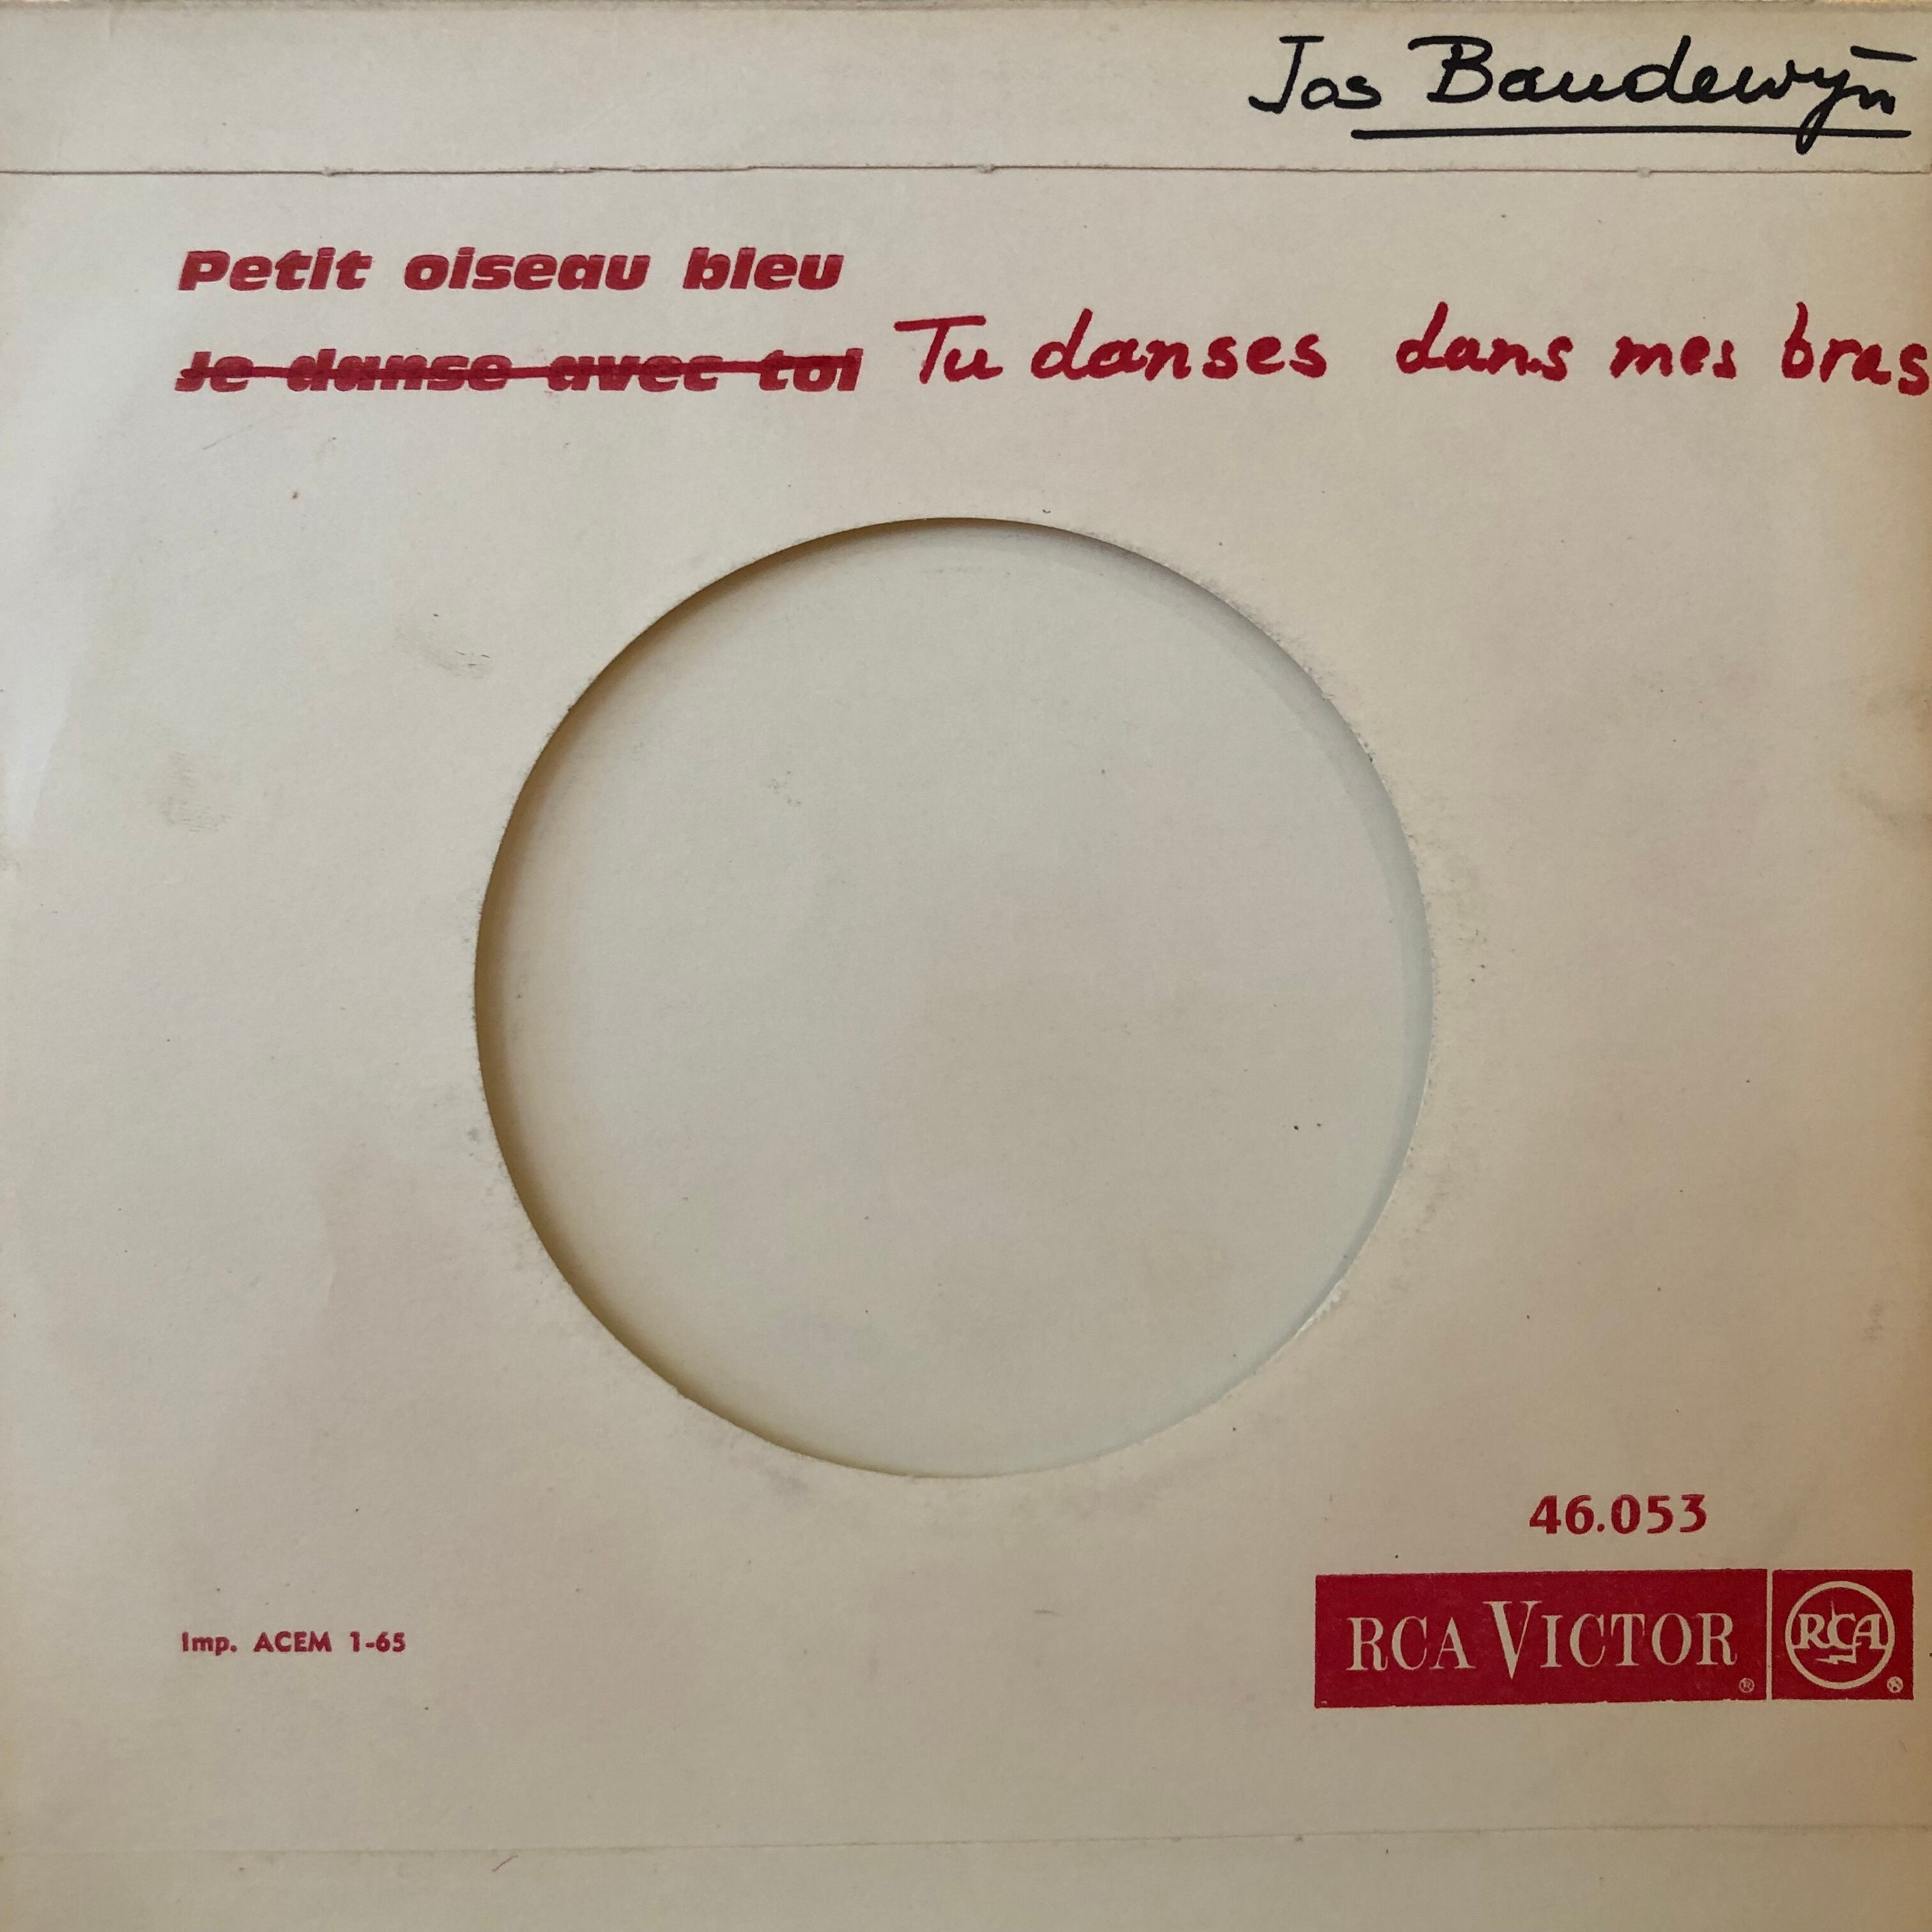 Jos Baudewyn
Petit oiseau bleu
Je danse avec toi Tu danses dans mes bras
46.053
RCA VICTOR ® RCA ®
Imp. ACEM 1-65